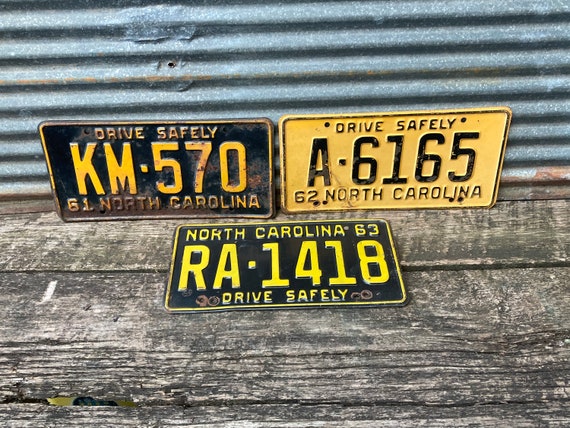 DRIVE SAFELY
KM·570
61 NORTH CAROLINA
DRIVE SAFELY
A·6165
62 NORTH CAROLINA
NORTH CAROLINA 63
RA·1418
DRIVE SAFELY